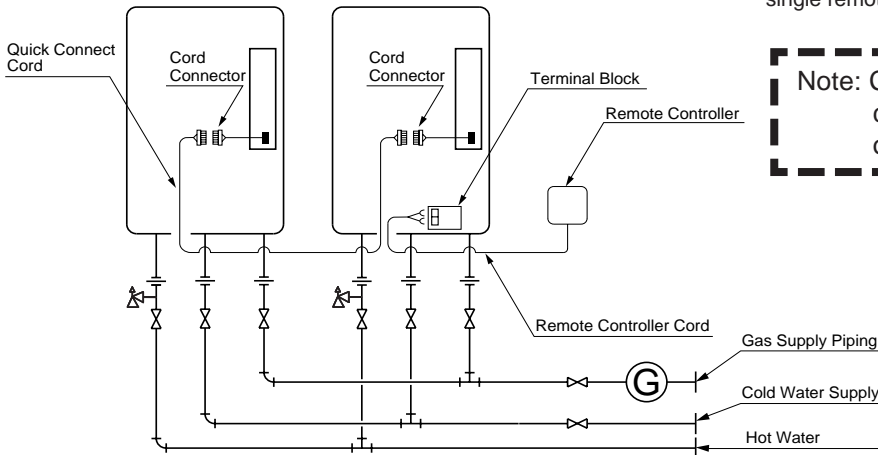 single remo
Quick Connect
Cord
Cord
Connector
Cord
Connector
Terminal Block
Remote Controller
Note:
Remote Controller Cord
Gas Supply Piping
G
Cold Water Supply
Hot Water